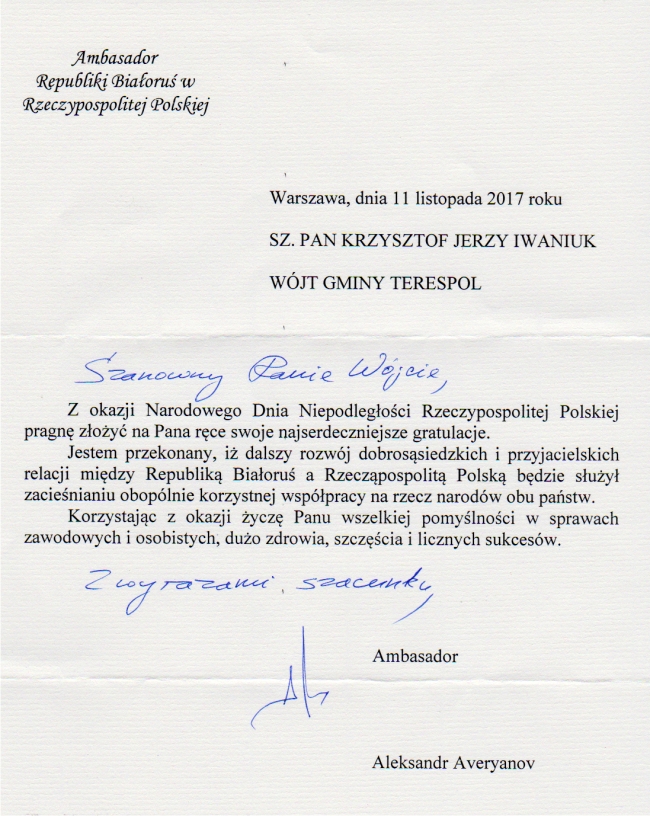 Ambasador
Republiki Białoruś w
Rzeczypospolitej Polskiej
Warszawa, dnia 11 listopada 2017 roku
SZ. PAN KRZYSZTOF JERZY IWANIUK
WÓJT GMINY TERESPOL
Szanowny Panie Wójcie,
Z okazji Narodowego Dnia Niepodległości Rzeczypospolitej Polskiej
pragnę złożyć na Pana ręce swoje najserdeczniejsze gratulacje.
Jestem przekonany, iż dalszy rozwój dobrosąsiedzkich i przyjacielskich
relacji między Republiką Białoruś a Rzecząpospolitą Polską będzie służył
zacieśnianiu obopólnie korzystnej współpracy na rzecz narodów obu państw.
Korzystając z okazji życzę Panu wszelkiej pomyślności w sprawach
zawodowych i osobistych, dużo zdrowia, szczęścia i licznych sukcesów.
Z wyrazami szacunku,
Ambasador
Aleksandr Averyanov